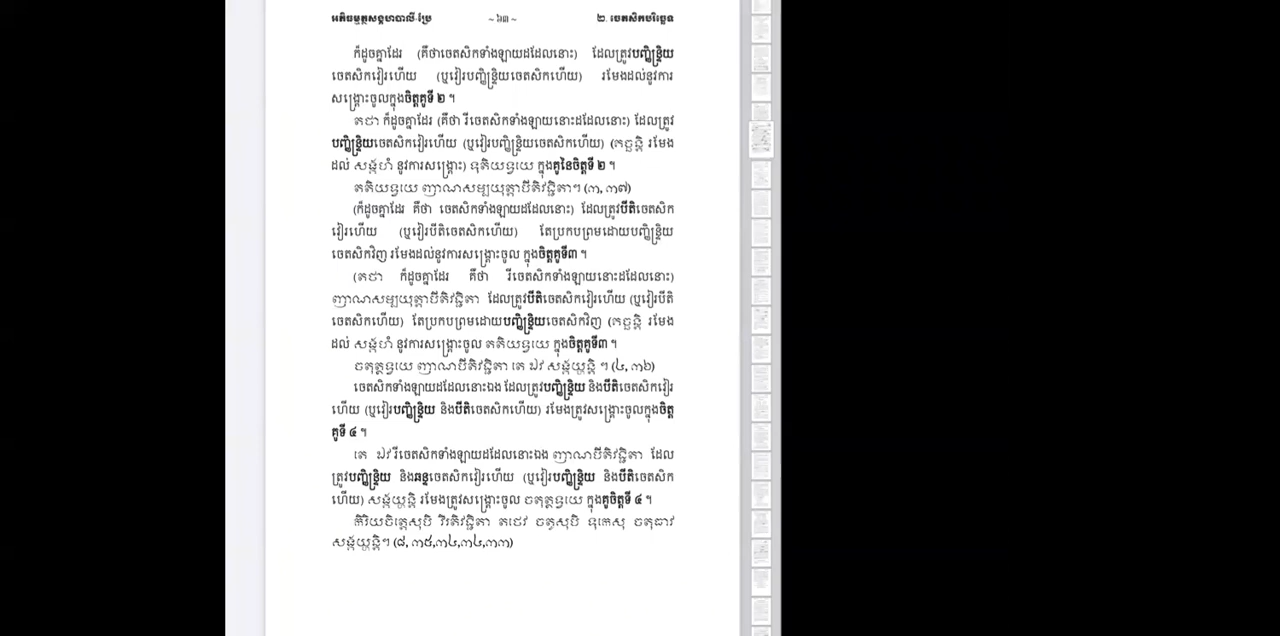 អភិធម្មត្ថសង្គហបាលី-ប្រែ ~ ៦៣ ~ ២. ចេតសិកបរិច្ឆេទ
ក៏ដូចគ្នាដែរ (គឺថាចេតសិកទាំងឡាយដដែលនោះ) ដែលត្រូវបញ្ញិន្ទ្រិយ
ចេតសិកវៀរហើយ (ឬវៀរបញ្ញិន្ទ្រិយចេតសិកហើយ) រមែងដល់នូវការ
សង្គ្រោះចូលក្នុងចិត្តគូទី ២ ។
តថា ក៏ដូចគ្នាដែរ (គឺថា រីចេតសិកទាំងឡាយនោះដដែលនោះ) ដែលត្រូវ
បញ្ញិន្ទ្រិយចេតសិកវៀរហើយ (ឬវៀរបញ្ញិន្ទ្រិយចេតសិកហើយ) (គច្ឆន្តិ រមែង
ដល់ សង្គហំ នូវការសង្គ្រោះ) ទុតិយទ្វយេ ក្នុងគូនៃចិត្តទី ២ ។
តតិយទ្វយេ ញាណសម្បយុត្តាបីតិវជ្ជិតា។ (៣, ៣៧)
(ក៏ដូចគ្នាដែរ គឺថា ចេតសិកទាំងឡាយដដែលនោះ) ដែលត្រូវបីតិចេតសិក
វៀរហើយ (ឬវៀរបីតិចេតសិកហើយ) តែប្រកបព្រមដោយបញ្ញិន្ទ្រិយ
ចេតសិកវិញ រមែងដល់នូវការសង្គ្រោះចូល ក្នុងចិត្តគូទី៣ ។
(តថា ក៏ដូចគ្នាដែរ គឺថា រីចេតសិកទាំងឡាយនោះដដែលនោះ)
ញាណសម្បយុត្តាបីតិវជ្ជិតា ដែលត្រូវបីតិចេតសិកវៀរហើយ (ឬវៀរបីតិ
ចេតសិកហើយ) តែប្រកបព្រមដោយបញ្ញិន្ទ្រិយចេតសិកវិញ (គច្ឆន្តិ រមែង
ដល់ សង្គហំ នូវការសង្គ្រោះចូល តតិយទ្វយេ ក្នុងចិត្តគូទី៣ ។
ចតុត្ថទ្វយេ ញាណបីតិវជ្ជិតា តេ ឯវ សង្គយ្ហន្តិ ។ (៤, ៣៦)
ចេតសិកទាំងឡាយដដែលនោះឯង ដែលត្រូវបញ្ញិន្ទ្រិយ និងបីតិចេតសិកវៀរ
ហើយ (ឬវៀរបញ្ញិន្ទ្រិយ និងបីតិចេតសិកហើយ) រមែងត្រូវសង្គ្រោះចូលក្នុងចិត្ត
គូទី ៤ ។
តេ ឯវ រីចេតសិកទាំងឡាយដដែលនោះឯង ញាណបីតិវជ្ជិតា ដែល
ត្រូវបញ្ញិន្ទ្រិយ និងឆន្ទចេតសិកវៀរហើយ (ឬវៀរបញ្ញិន្ទ្រិយ និងបីតិចេតសិក
ហើយ) សង្គយ្ហន្តិ រមែងត្រូវសង្គ្រោះចូល ចតុត្ថទ្វយេ ក្នុងគូចិត្តទី ៤ ។
កិរិយចិត្តេសុបិ វិរតិវជ្ជិតា តថេវ ចតូសុបិ ទុកេសុ ចតុធាវ
សង្គយ្ហន្តិ។ (៨, ៣៥,៣៤,៣៤,៣៣)